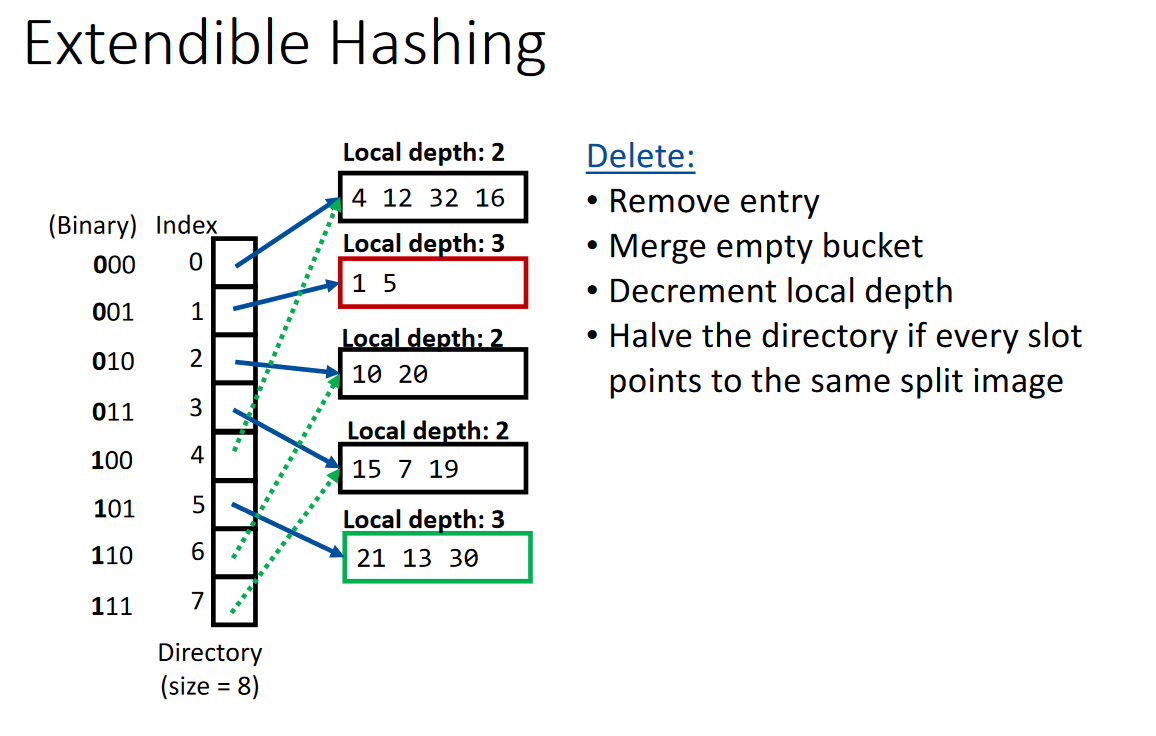 Extendible Hashing
Local depth: 2
4 12 32 16
(Binary) Index
Local depth: 3
000 0
1 5
001 1
Local depth: 2
010 2
10 20
011 3
Local depth: 2
100 4
15 7 19
101 5
Local depth: 3
110 6
21 13 30
111 7
Directory
(size = 8)
Delete:
• Remove entry
• Merge empty bucket
• Decrement local depth
• Halve the directory if every slot
points to the same split image